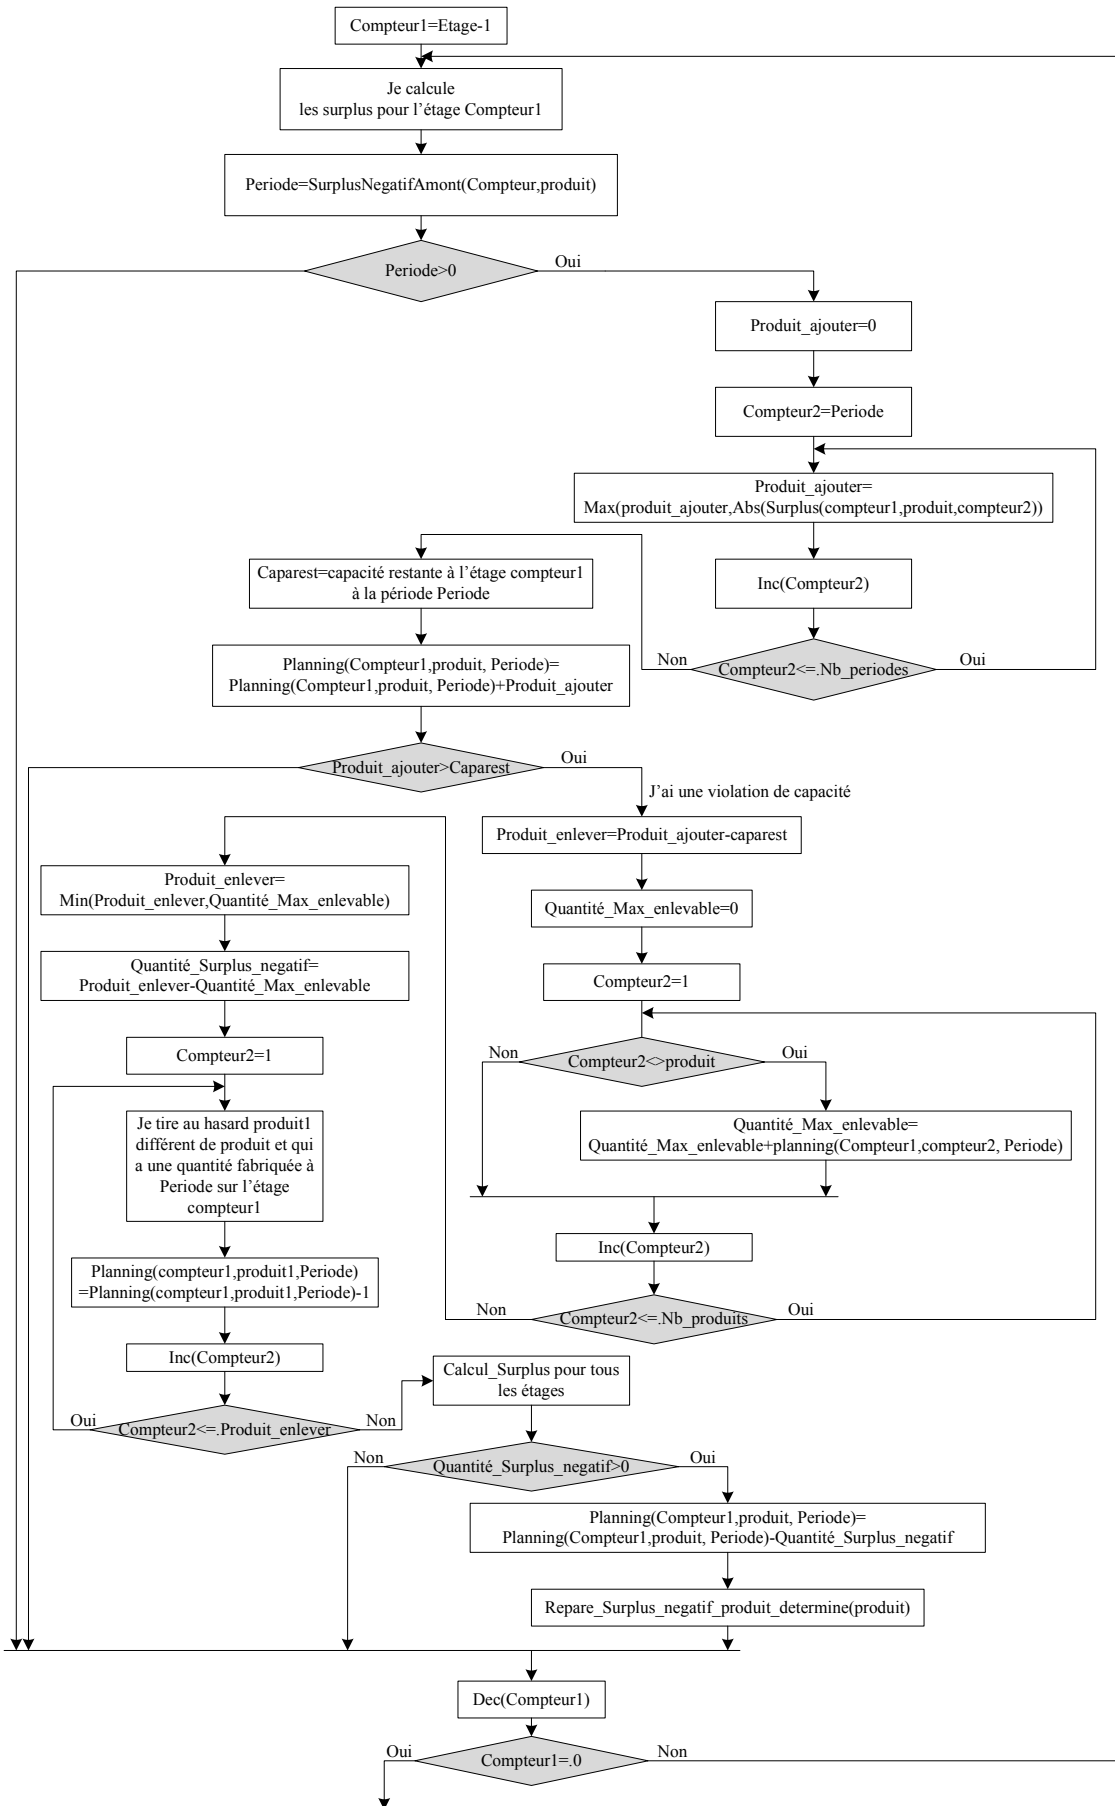 Compteur1=Etage-1
Je calcule
les surplus pour l'étage Compteur1
Periode=SurplusNegatifAmont(Compteur,produit)
Periode>0
Oui
Produit_ajouter=0
Compteur2=Periode
Produit_ajouter=
Max(produit_ajouter,Abs(Surplus(compteur1,produit,compteur2))
Inc(Compteur2)
Compteur2<=.Nb_periodes
Non
Oui
Caparest=capacité restante à l'étage compteur1
à la période Periode
Planning(Compteur1,produit, Periode)=
Planning(Compteur1,produit, Periode)+Produit_ajouter
Produit_ajouter>Caparest
Oui
J'ai une violation de capacité
Produit_enlever=Produit_ajouter-caparest
Quantité_Max_enlevable=0
Compteur2=1
Compteur2<>produit
Non
Oui
Quantité_Max_enlevable=
Quantité_Max_enlevable+planning(Compteur1,compteur2, Periode)
Inc(Compteur2)
Compteur2<=.Nb_produits
Non
Oui
Produit_enlever=
Min(Produit_enlever,Quantité_Max_enlevable)
Quantité_Surplus_negatif=
Produit_enlever-Quantité_Max_enlevable
Compteur2=1
Je tire au hasard produit1
différent de produit et qui
a une quantité fabriquée à
Periode sur l'étage
compteur1
Planning(compteur1,produit1,Periode)
=Planning(compteur1,produit1,Periode)-1
Inc(Compteur2)
Oui
Compteur2<=.Produit_enlever
Non
Calcul_Surplus pour tous
les étages
Non
Quantité_Surplus_negatif>0
Oui
Planning(Compteur1,produit, Periode)=
Planning(Compteur1,produit, Periode)-Quantité_Surplus_negatif
Repare_Surplus_negatif_produit_determine(produit)
Dec(Compteur1)
Oui
Compteur1=.0
Non